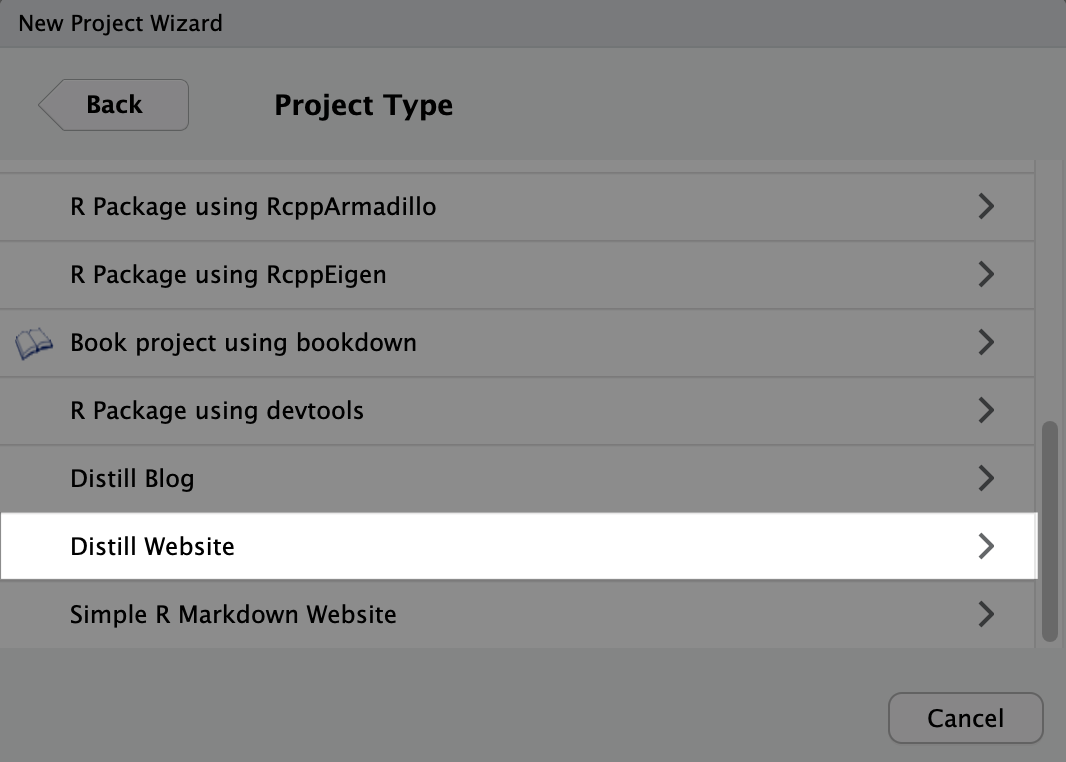 New Project Wizard
Back
Project Type
R Package using RcppArmadillo
R Package using RcppEigen
Book project using bookdown
R Package using devtools
Distill Blog
Distill Website
Simple R Markdown Website
Cancel